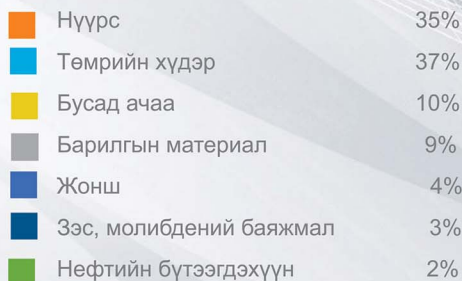 Нүүрс 35%
Төмрийн хүдэр 37%
Бусад ачаа 10%
Барилгын материал 9%
Жонш 4%
Зэс, молибдений баяжмал 3%
Нефтийн бүтээгдэхүүн 2%